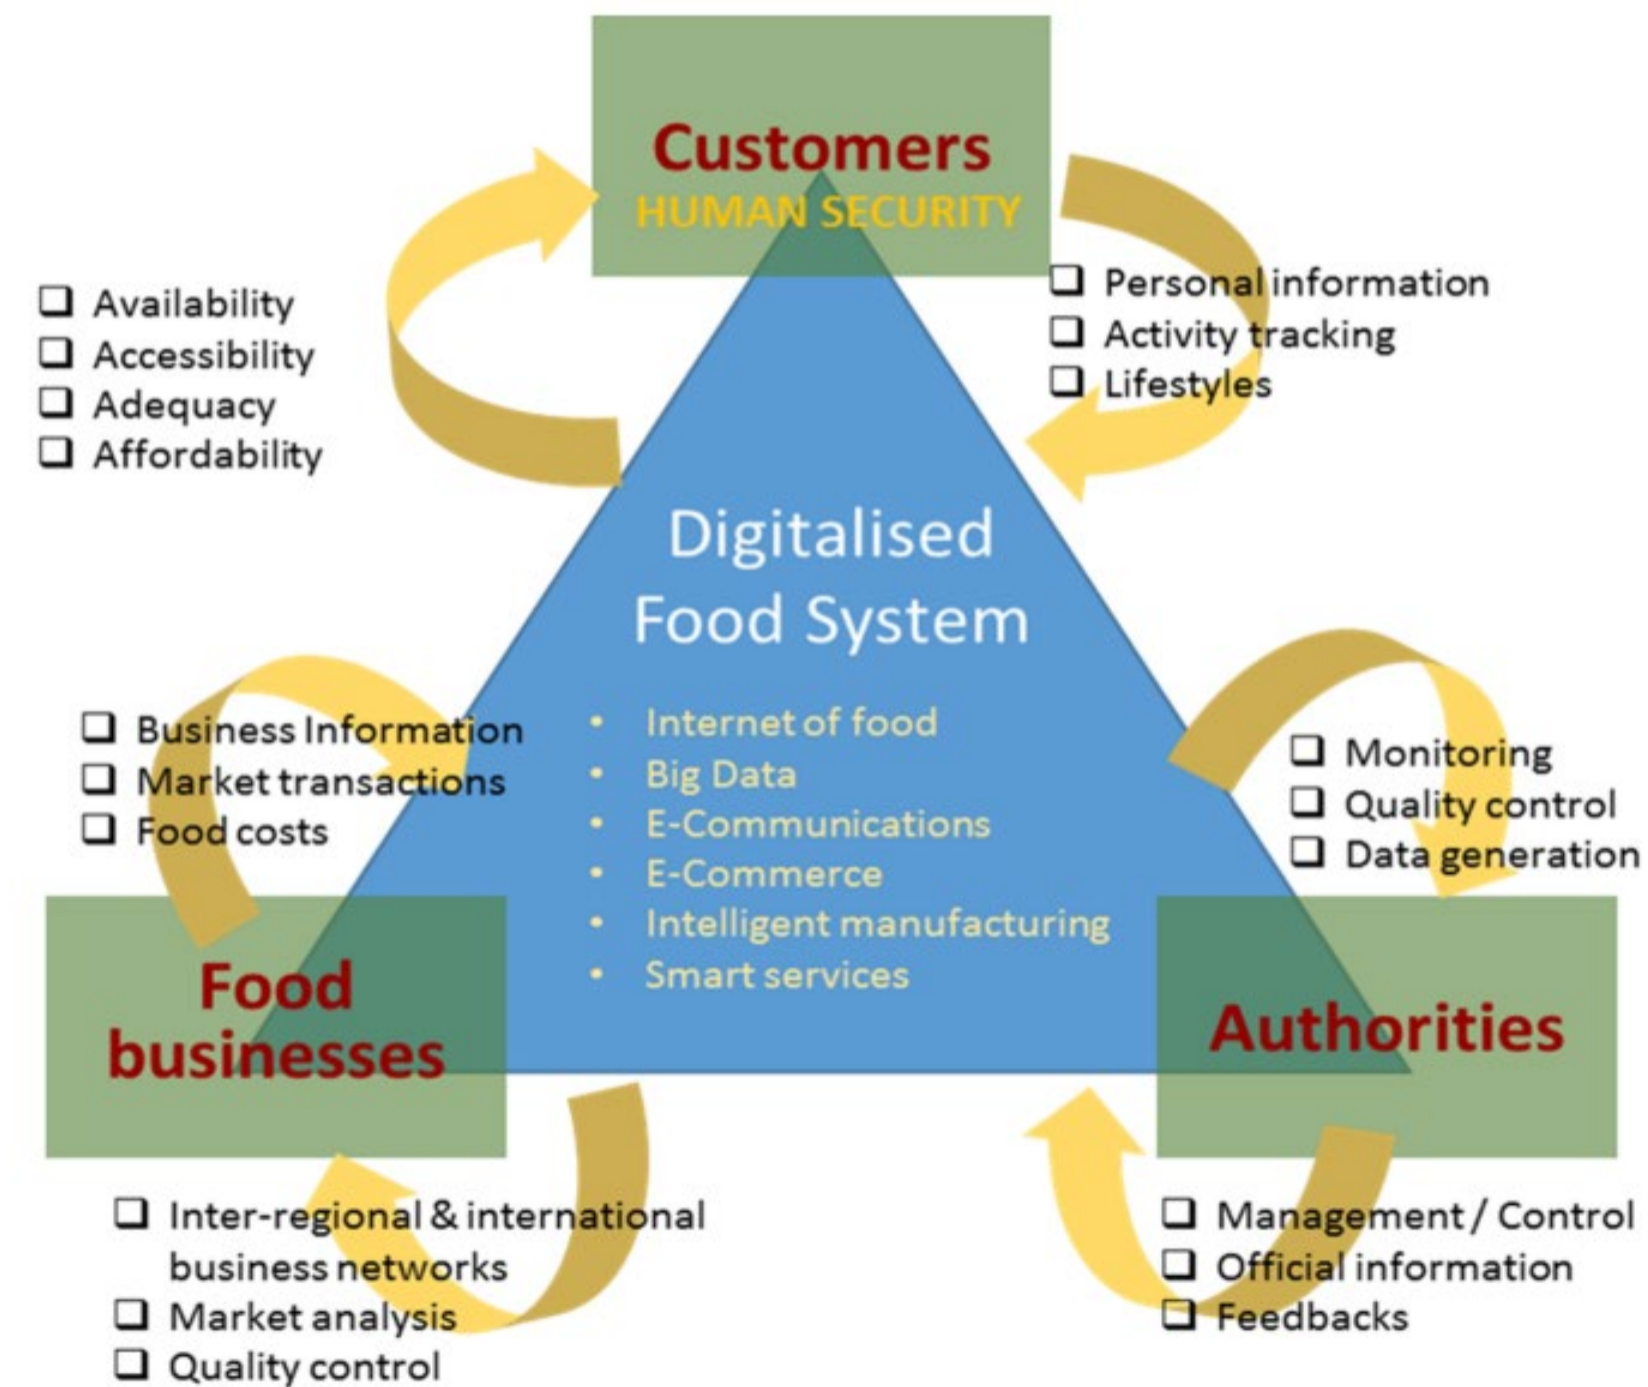 Customers
HUMAN SECURITY
❑ Availability
❑ Accessibility
❑ Adequacy
❑ Affordability
❑ Personal information
❑ Activity tracking
❑ Lifestyles
Digitalised
Food System
• Internet of food
• Big Data
• E-Communications
• E-Commerce
• Intelligent manufacturing
• Smart services
❑ Business Information
❑ Market transactions
❑ Food costs
❑ Monitoring
❑ Quality control
❑ Data generation
Food
businesses
Authorities
❑ Inter-regional & international
business networks
❑ Market analysis
❑ Quality control
❑ Management / Control
❑ Official information
❑ Feedbacks